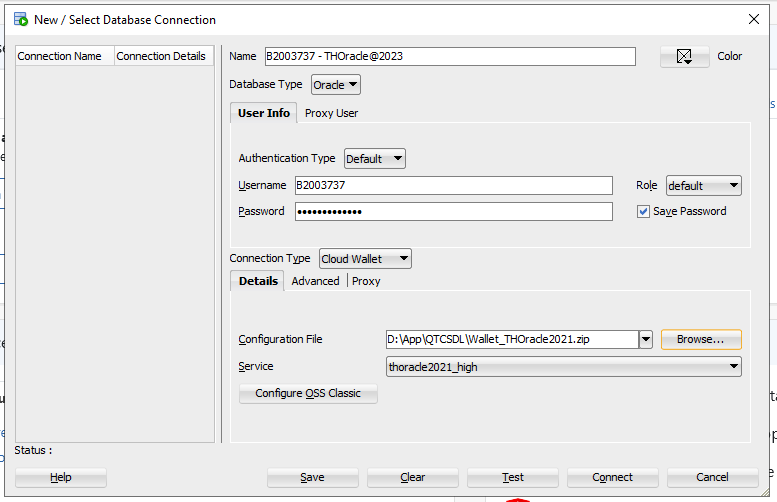 New / Select Database Connection
Connection Name Connection Details
Name B2003737 - THOracle@2023 Color
Database Type Oracle
User Info Proxy User
Authentication Type Default
Username B2003737 Role default
Password ••••••••••••• Save Password
Connection Type Cloud Wallet
Details Advanced Proxy
Configuration File D:\App\QTCSDL\Wallet_THOracle2021.zip Browse...
Service thoracle2021_high
Configure OSS Classic
Status :
Help Save Clear Test Connect Cancel